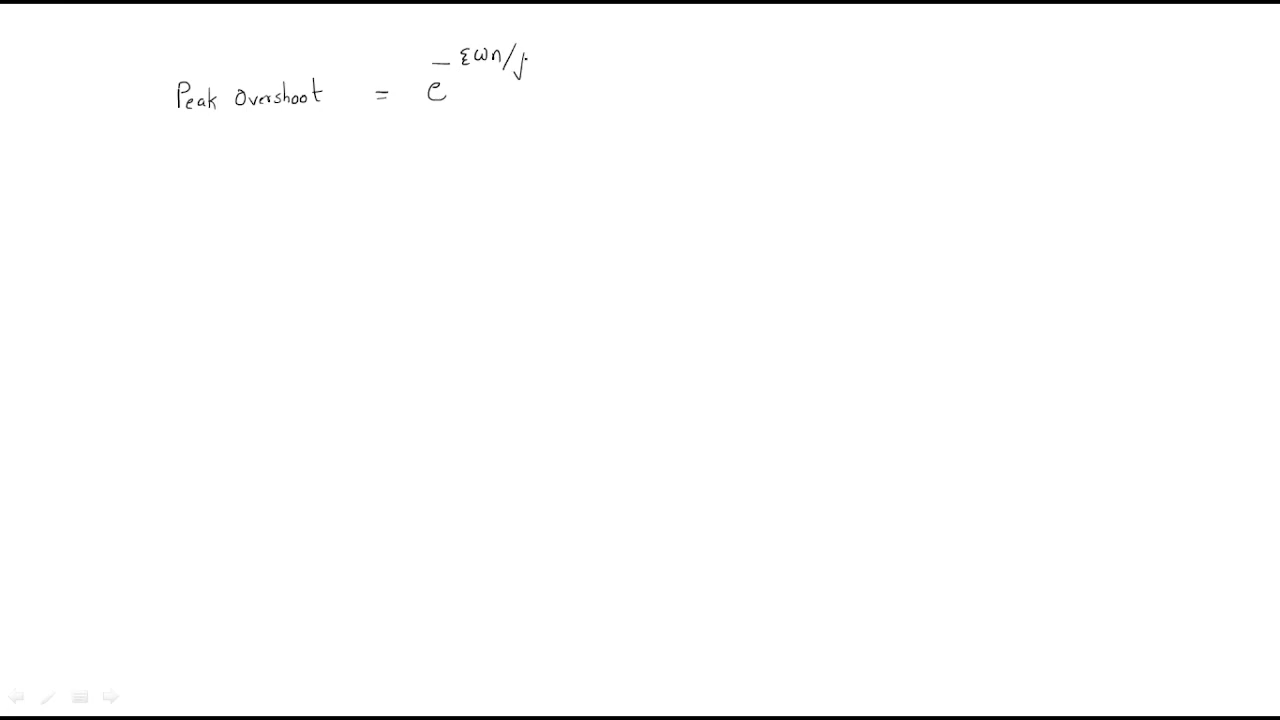 Peak Overshoot = e^-ξωn/